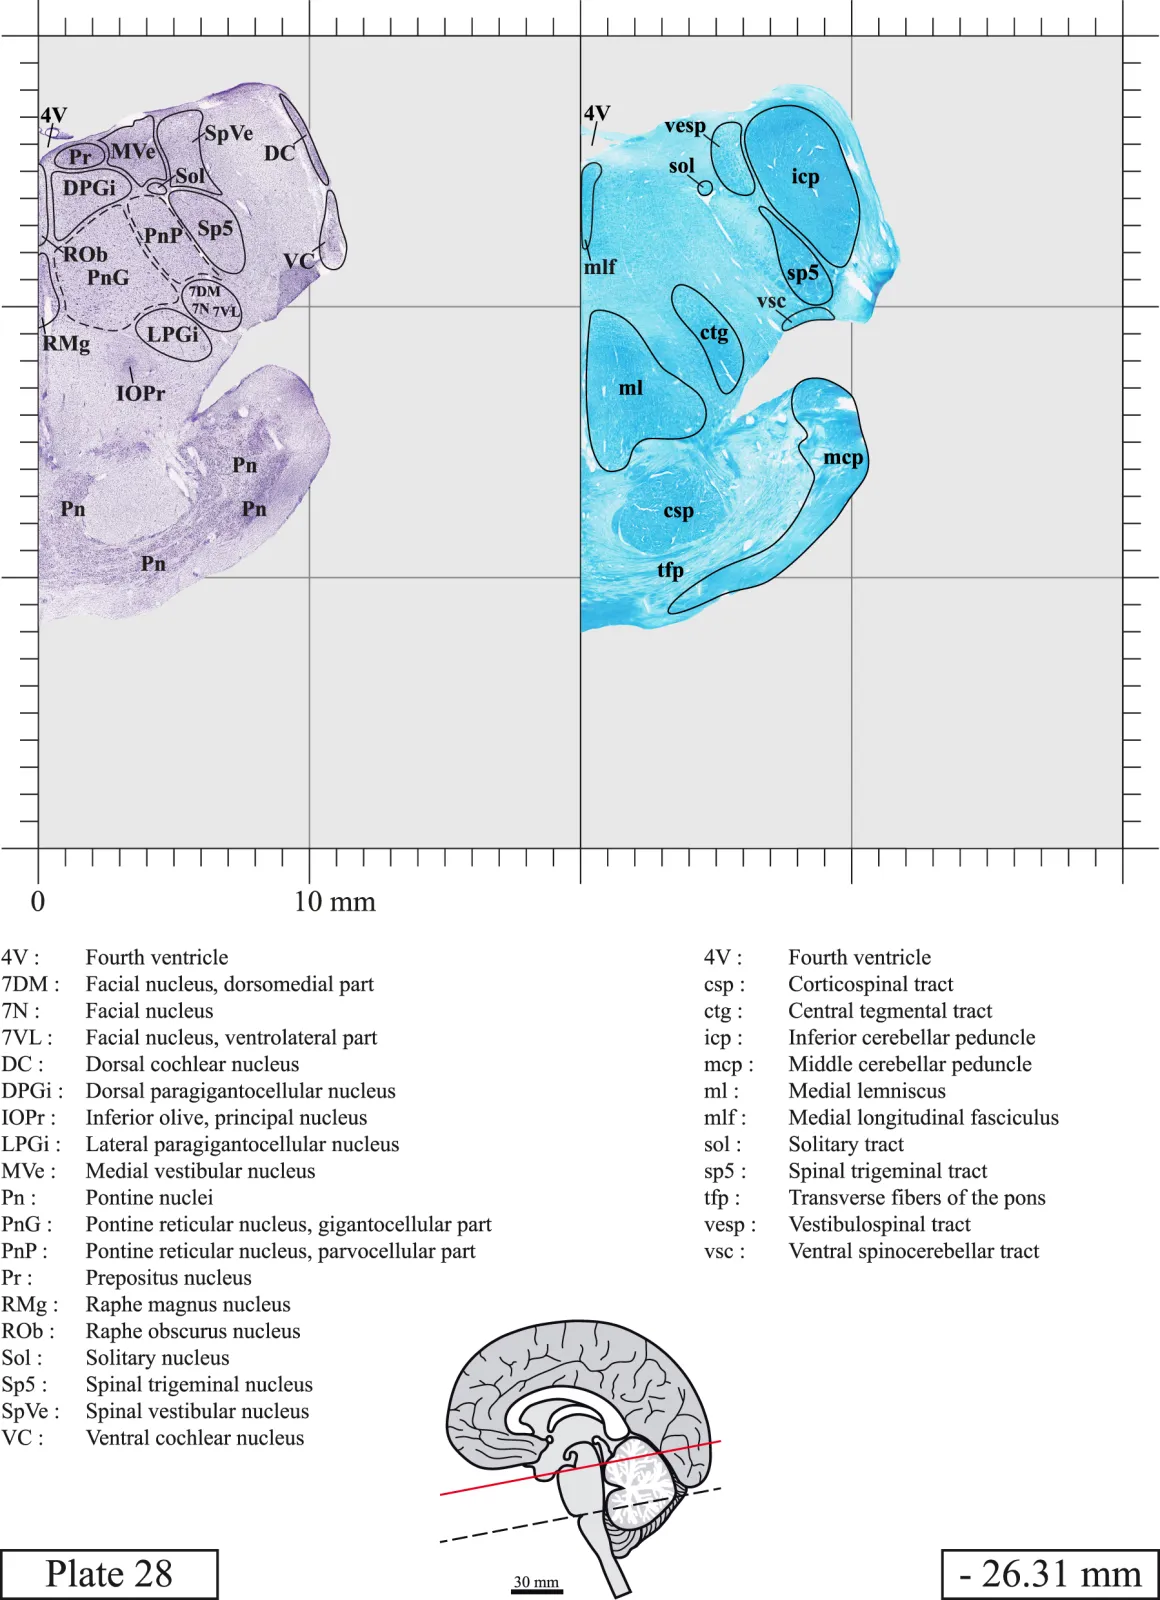 4V
Pr
MVe
SpVe
DC
DPGi
Sol
Sp5
PnP
ROb
PnG
VC
7DM
7N
7VL
RMg
LPGi
IOPr
Pn
Pn
Pn
Pn
4V
vesp
sol
icp
mlf
sp5
vsc
ctg
ml
mcp
csp
tfp
0
10 mm
4V : Fourth ventricle
7DM : Facial nucleus, dorsomedial part
7N : Facial nucleus
7VL : Facial nucleus, ventrolateral part
DC : Dorsal cochlear nucleus
DPGi : Dorsal paragigantocellular nucleus
IOPr : Inferior olive, principal nucleus
LPGi : Lateral paragigantocellular nucleus
MVe : Medial vestibular nucleus
Pn : Pontine nuclei
PnG : Pontine reticular nucleus, gigantocellular part
PnP : Pontine reticular nucleus, parvocellular part
Pr : Prepositus nucleus
RMg : Raphe magnus nucleus
ROb : Raphe obscurus nucleus
Sol : Solitary nucleus
Sp5 : Spinal trigeminal nucleus
SpVe : Spinal vestibular nucleus
VC : Ventral cochlear nucleus
4V : Fourth ventricle
csp : Corticospinal tract
ctg : Central tegmental tract
icp : Inferior cerebellar peduncle
mcp : Middle cerebellar peduncle
ml : Medial lemniscus
mlf : Medial longitudinal fasciculus
sol : Solitary tract
sp5 : Spinal trigeminal tract
tfp : Transverse fibers of the pons
vesp : Vestibulospinal tract
vsc : Ventral spinocerebellar tract
30 mm
Plate 28
- 26.31 mm